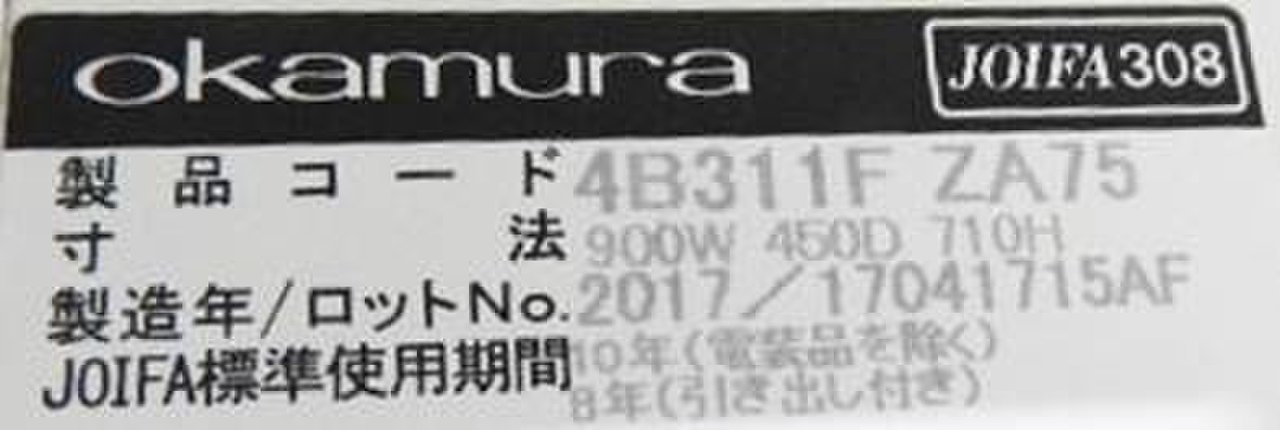 okamura JOIFA308
製品コード 4B311F ZA75
寸法 900W 450D 710H
製造年/ロットNo. 2017/17041715AF
JOIFA標準使用期間 10年(電装品を除く)
8年(引き出し付き)